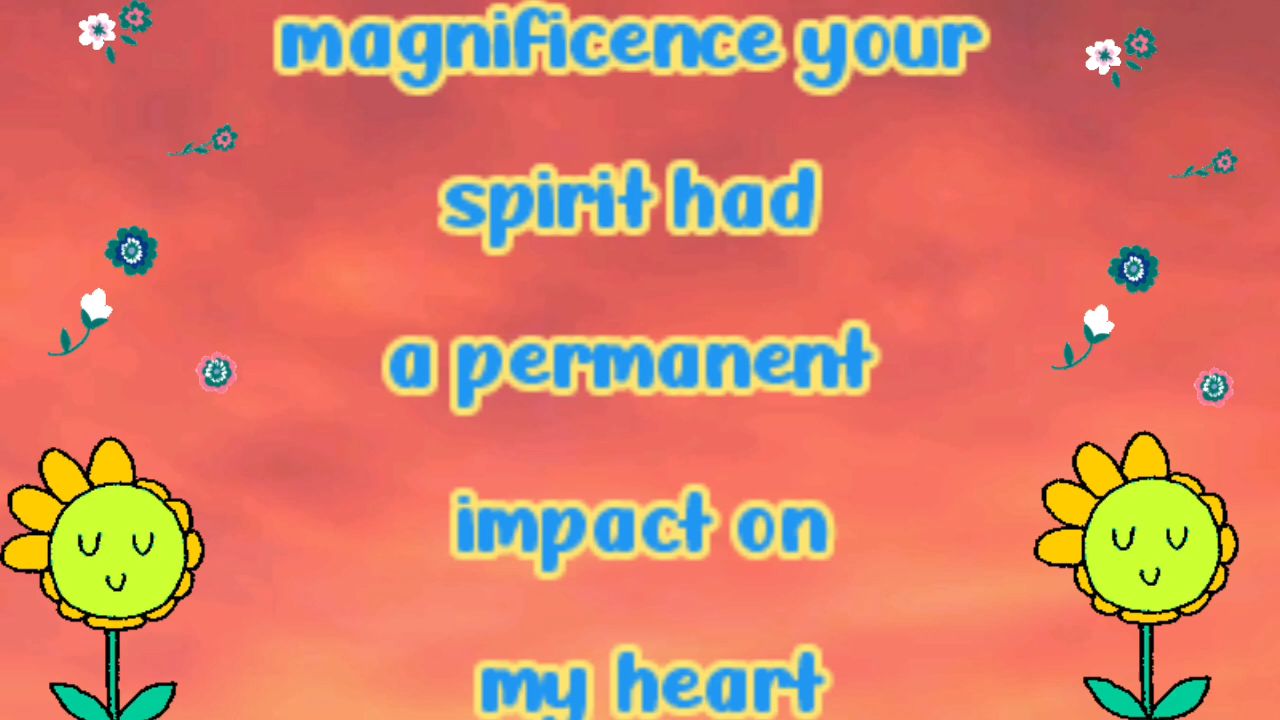 magnificence your
spirit had
a permanent
impact on
my heart